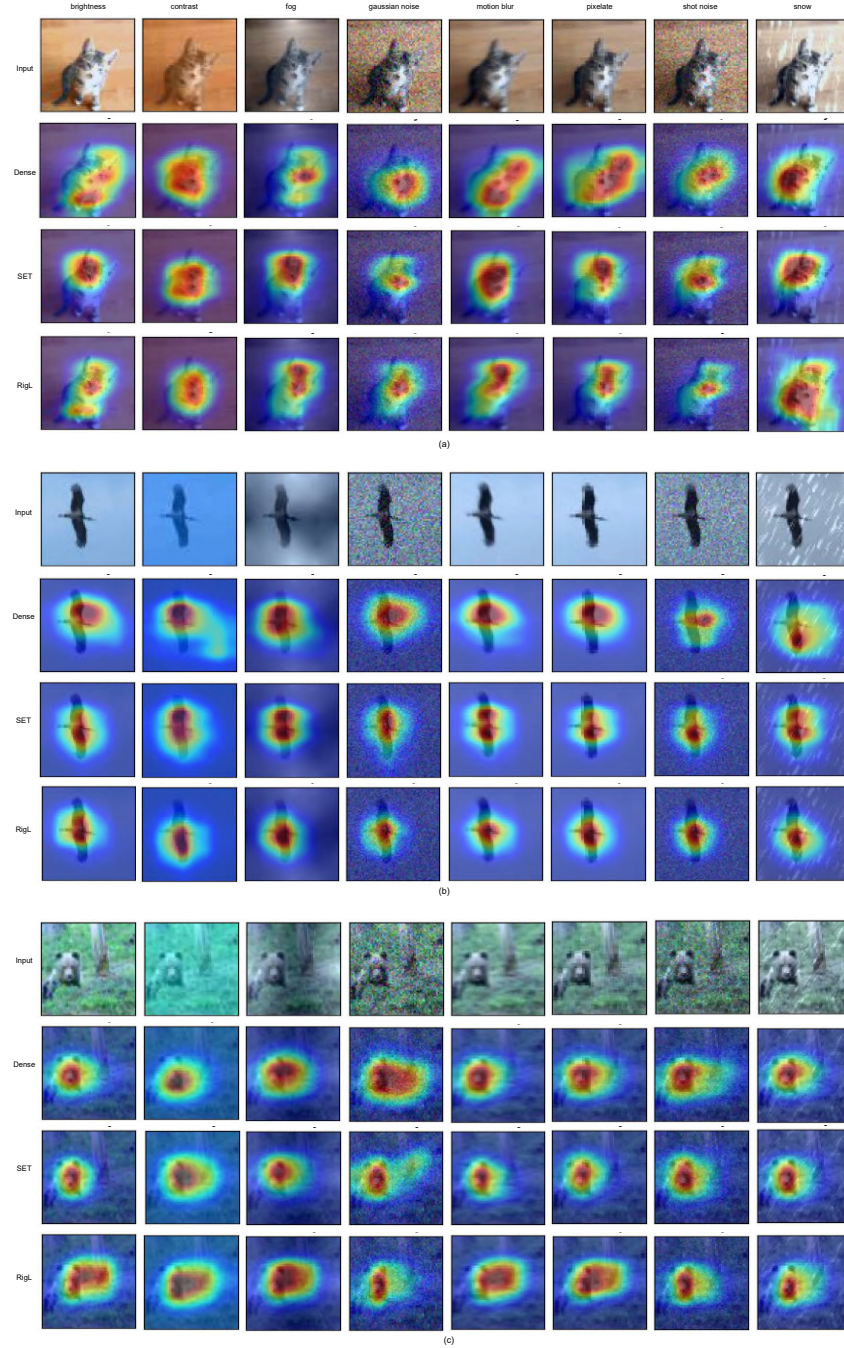 brightness contrast fog gaussian noise motion blur pixelate shot noise snow
Input
Dense
SET
RigL
(a)
Input
Dense
SET
RigL
(b)
Input
Dense
SET
RigL
(c)